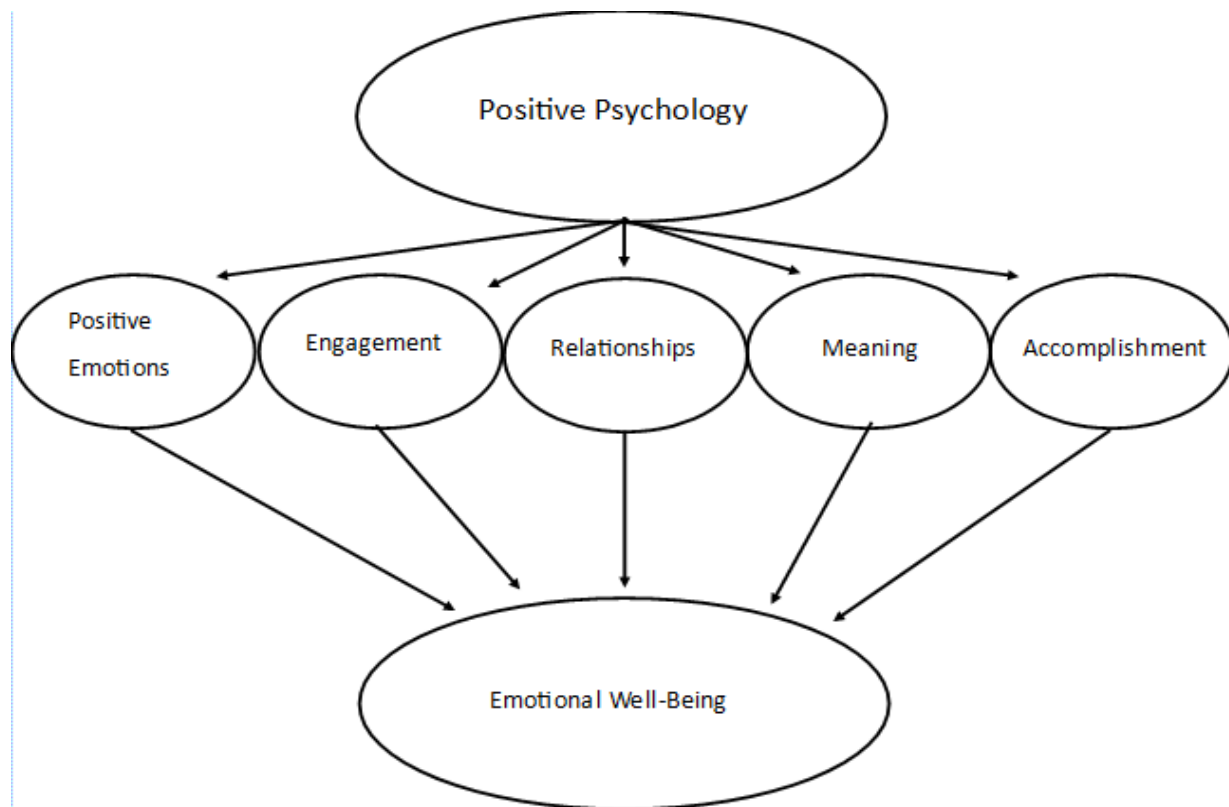 Positive Psychology
Positive
Emotions
Engagement
Relationships
Meaning
Accomplishment
Emotional Well-Being